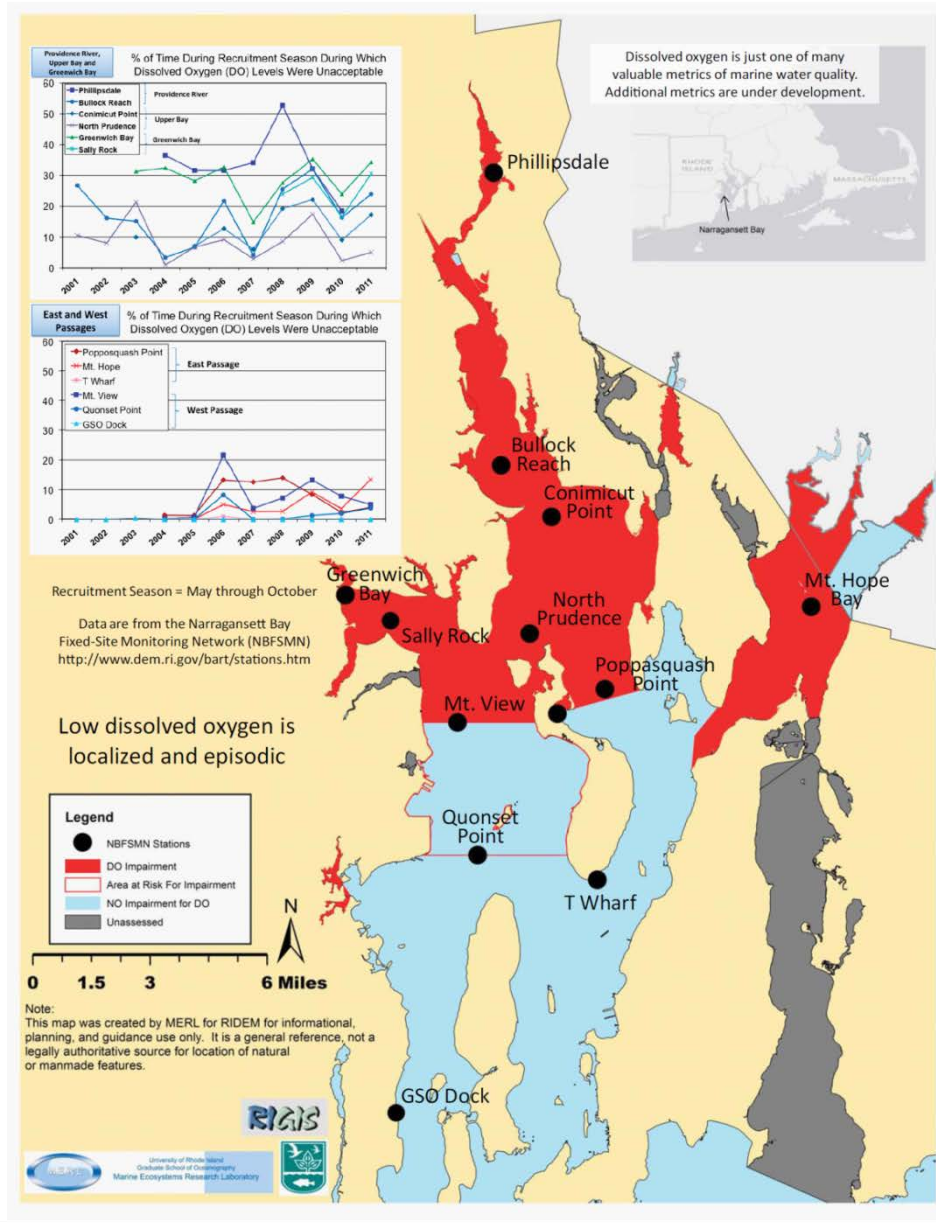 Providence River,
Upper Bay and
Greenwich Bay
% of Time During Recruitment Season During Which
Dissolved Oxygen (DO) Levels Were Unacceptable
60
50
40
30
20
10
0
Phillipsdale
Bullock Reach
Conimicut Point
North Prudence
Greenwich Bay
Sally Rock
Providence River
Upper Bay
Greenwich Bay
2001
2002
2003
2004
2005
2006
2007
2008
2009
2010
2011
East and West
Passages
% of Time During Recruitment Season During Which
Dissolved Oxygen (DO) Levels Were Unacceptable
60
50
40
30
20
10
0
Popposquash Point
Mt. Hope
T Wharf
Mt. View
Quonset Point
GSO Dock
East Passage
West Passage
2001
2002
2003
2004
2005
2006
2007
2008
2009
2010
2011
Dissolved oxygen is just one of many
valuable metrics of marine water quality.
Additional metrics are under development.
RHODE
ISLAND
MASSACHUSETTS
Narragansett Bay
Phillipsdale
Bullock
Reach
Conimicut
Point
Greenwich
Bay
Sally Rock
North
Prudence
Mt. Hope
Bay
Poppasquash
Point
Mt. View
Quonset
Point
T Wharf
GSO Dock
Recruitment Season = May through October
Data are from the Narragansett Bay
Fixed-Site Monitoring Network (NBFSMN)
http://www.dem.ri.gov/bart/stations.htm
Low dissolved oxygen is
localized and episodic
Legend
NBFSMN Stations
DO Impairment
Area at Risk For Impairment
NO Impairment for DO
Unassessed
N
0 1.5 3 6 Miles
Note:
This map was created by MERL for RIDEM for informational,
planning, and guidance use only. It is a general reference, not a
legally authoritative source for location of natural
or manmade features.
RIGIS
MERL
University of Rhode Island
Graduate School of Oceanography
Marine Ecosystems Research Laboratory